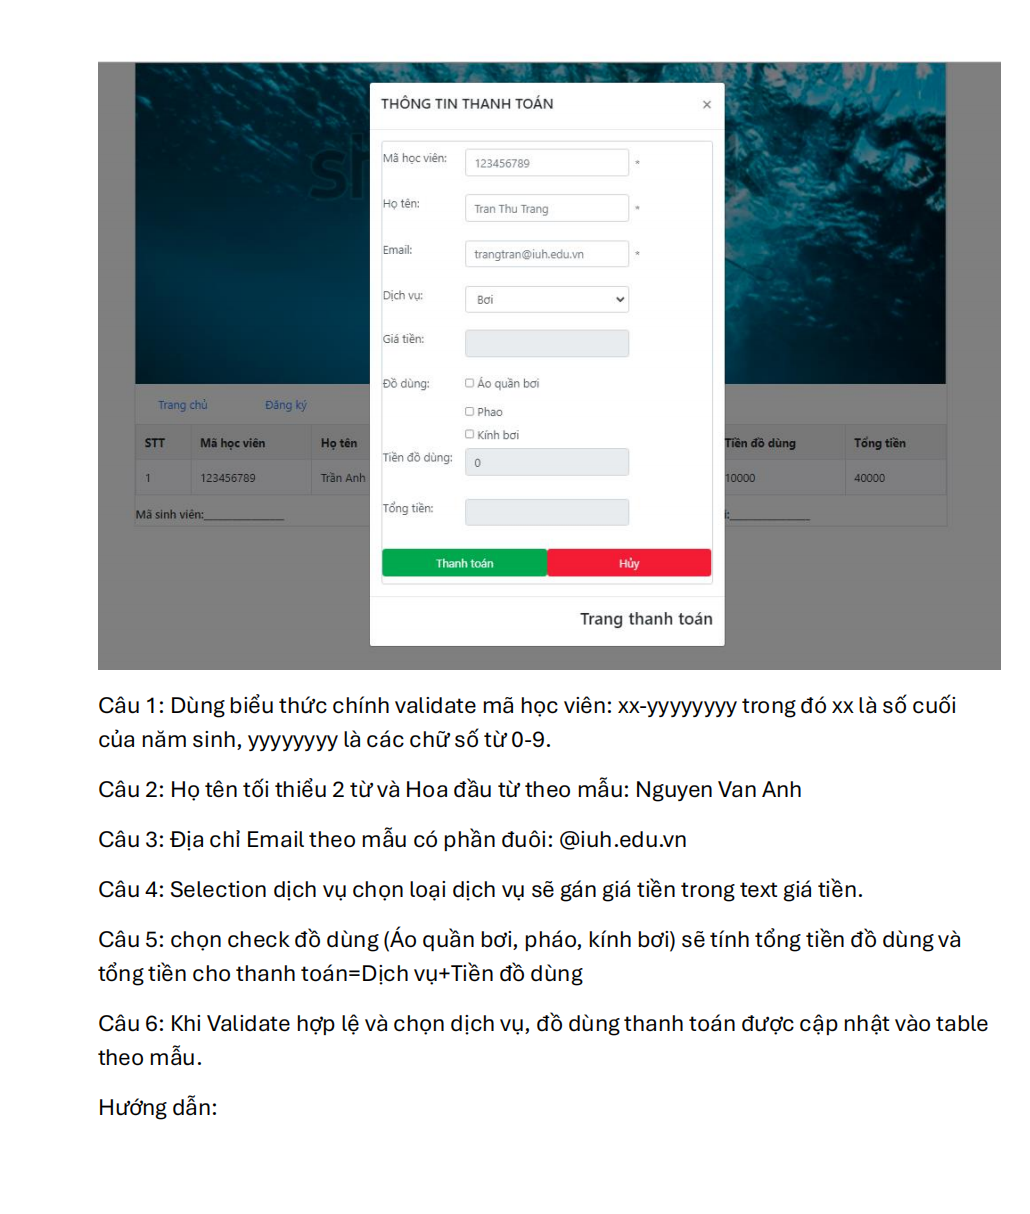 sh
THÔNG TIN THANH TOÁN ×
Mã học viên: 123456789 *
Họ tên: Tran Thu Trang *
Email: trangtran@iuh.edu.vn *
Dịch vụ: Bơi
Giá tiền:
Đồ dùng: Áo quần bơi
Phao
Kính bơi
Tiền đồ dùng: 0
Tổng tiền:
Thanh toán Hủy
Trang thanh toán
Trang chủ Đăng ký
STT Mã học viên Họ tên Tiền đồ dùng Tổng tiền
1 123456789 Trần Anh 10000 40000
Mã sinh viên:_______________ :_______________
Câu 1: Dùng biểu thức chính validate mã học viên: xx-yyyyyyyy trong đó xx là số cuối
của năm sinh, yyyyyyyy là các chữ số từ 0-9.
Câu 2: Họ tên tối thiểu 2 từ và Hoa đầu từ theo mẫu: Nguyen Van Anh
Câu 3: Địa chỉ Email theo mẫu có phần đuôi: @iuh.edu.vn
Câu 4: Selection dịch vụ chọn loại dịch vụ sẽ gán giá tiền trong text giá tiền.
Câu 5: chọn check đồ dùng (Áo quần bơi, pháo, kính bơi) sẽ tính tổng tiền đồ dùng và
tổng tiền cho thanh toán=Dịch vụ+Tiền đồ dùng
Câu 6: Khi Validate hợp lệ và chọn dịch vụ, đồ dùng thanh toán được cập nhật vào table
theo mẫu.
Hướng dẫn: